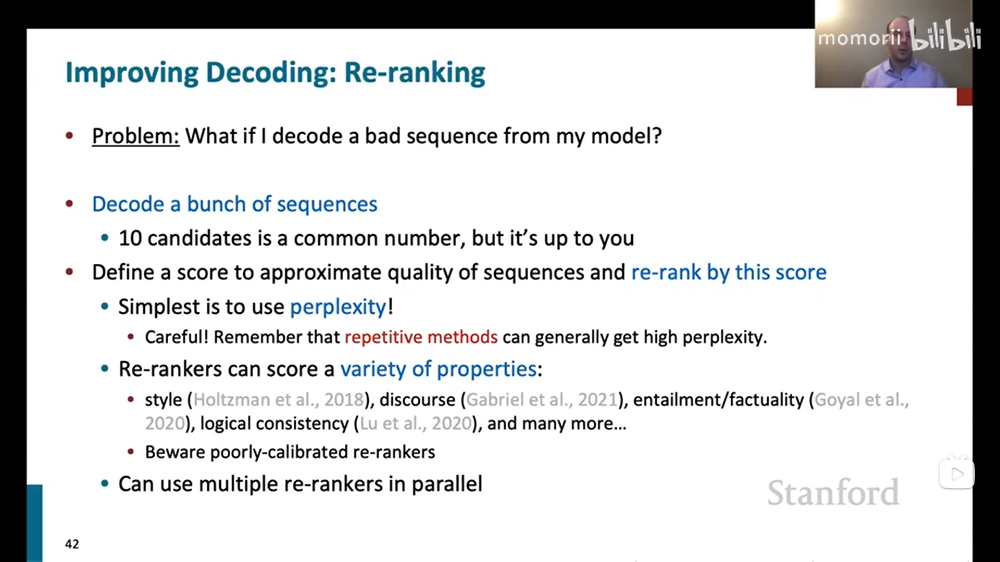 momorii bilibili
Improving Decoding: Re-ranking
• Problem: What if I decode a bad sequence from my model?
• Decode a bunch of sequences
• 10 candidates is a common number, but it’s up to you
• Define a score to approximate quality of sequences and re-rank by this score
• Simplest is to use perplexity!
• Careful! Remember that repetitive methods can generally get high perplexity.
• Re-rankers can score a variety of properties:
• style (Holtzman et al., 2018), discourse (Gabriel et al., 2021), entailment/factuality (Goyal et al.,
2020), logical consistency (Lu et al., 2020), and many more…
• Beware poorly-calibrated re-rankers
• Can use multiple re-rankers in parallel
Stanford
42